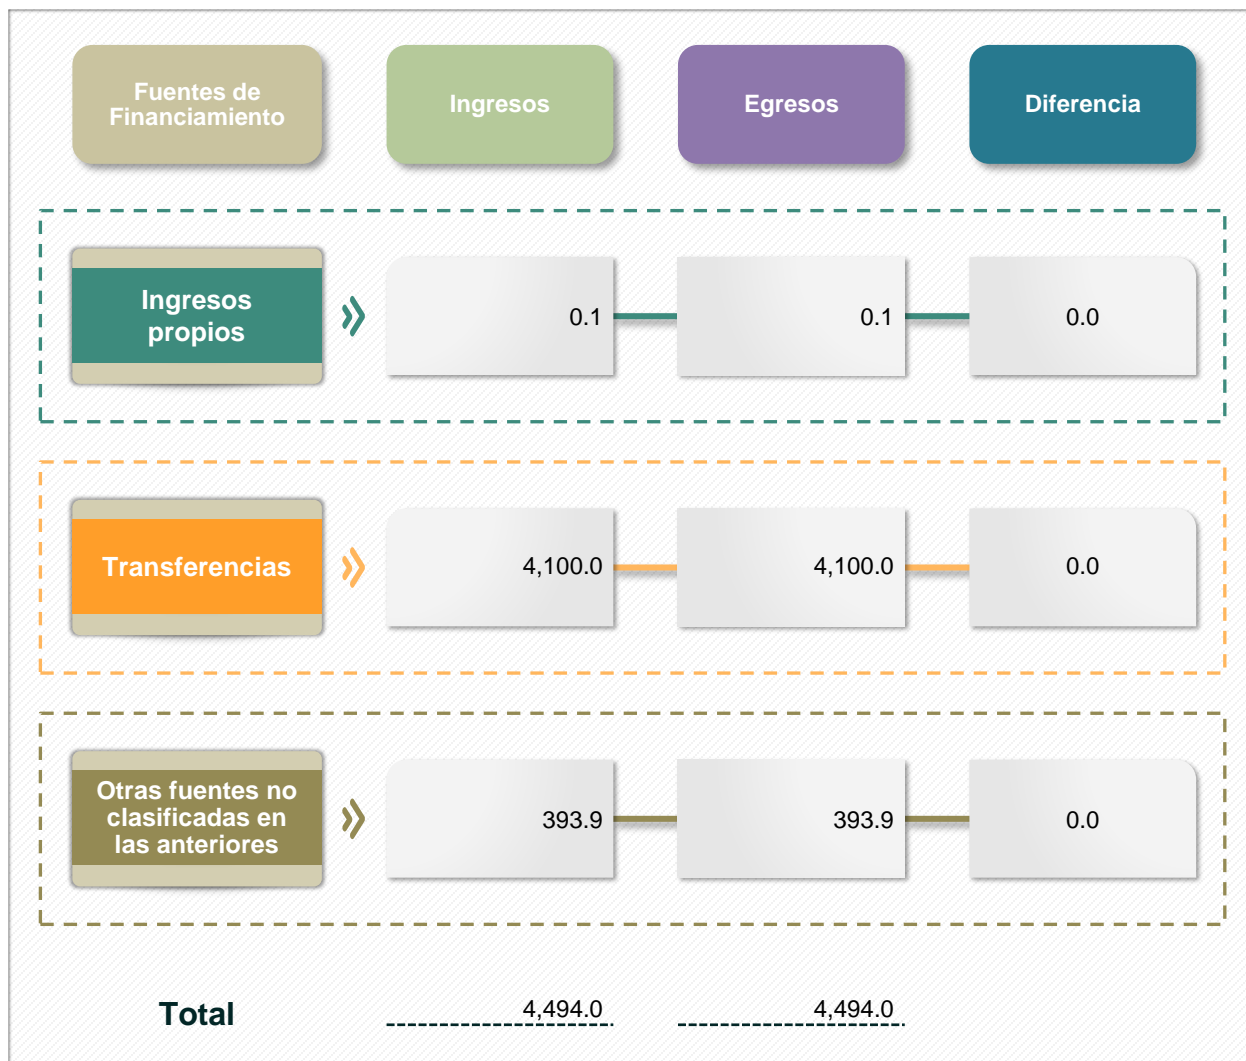 Fuentes de
Financiamiento
Ingresos
Egresos
Diferencia
Ingresos
propios
0.1
0.1
0.0
Transferencias
4,100.0
4,100.0
0.0
Otras fuentes no
clasificadas en
las anteriores
393.9
393.9
0.0
Total
4,494.0
4,494.0